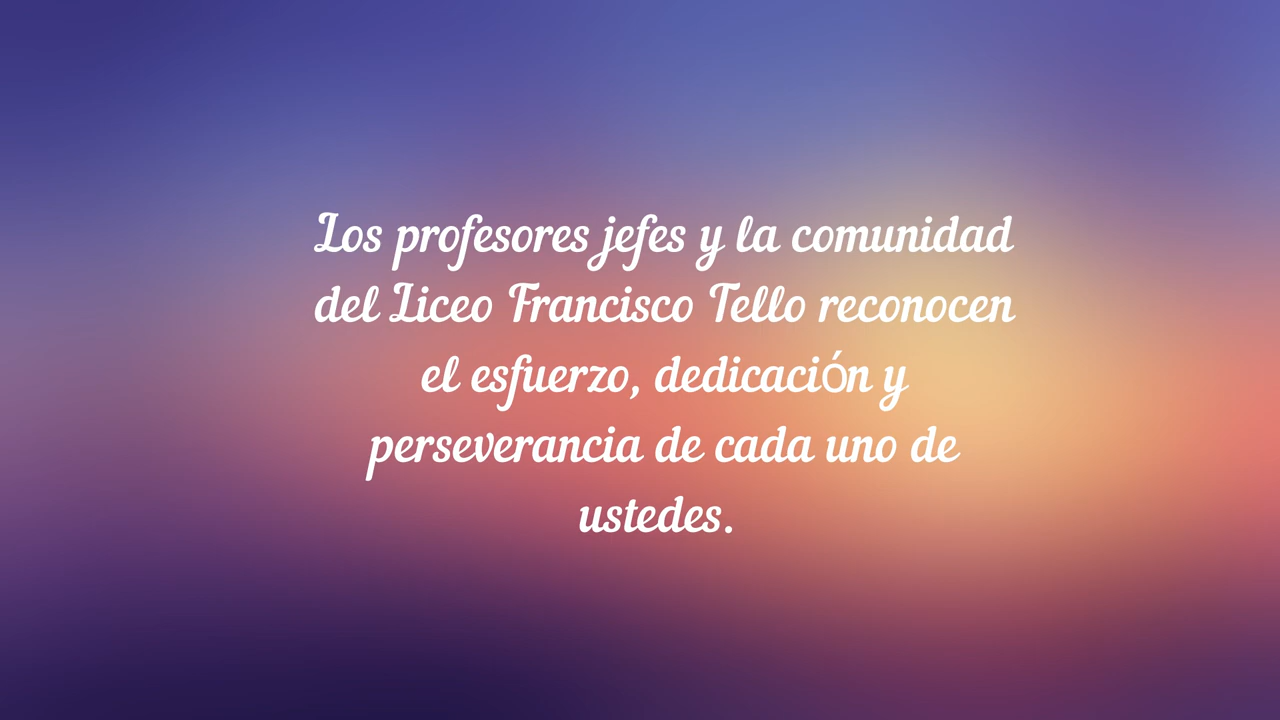 Los profesores jefes y la comunidad
del Liceo Francisco Tello reconocen
el esfuerzo, dedicación y
perseverancia de cada uno de
ustedes.